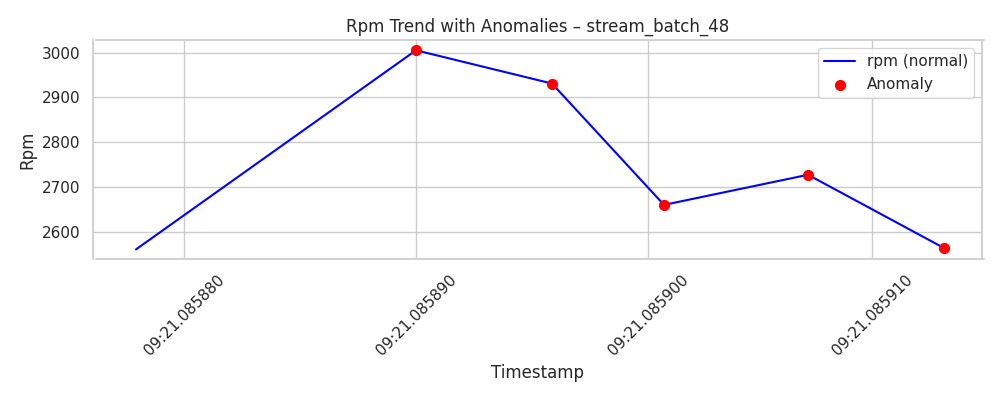 Rpm Trend with Anomalies – stream_batch_48
rpm (normal)
Anomaly
Rpm
3000
2900
2800
2700
2600
09:21.085880
09:21.085890
09:21.085900
09:21.085910
Timestamp